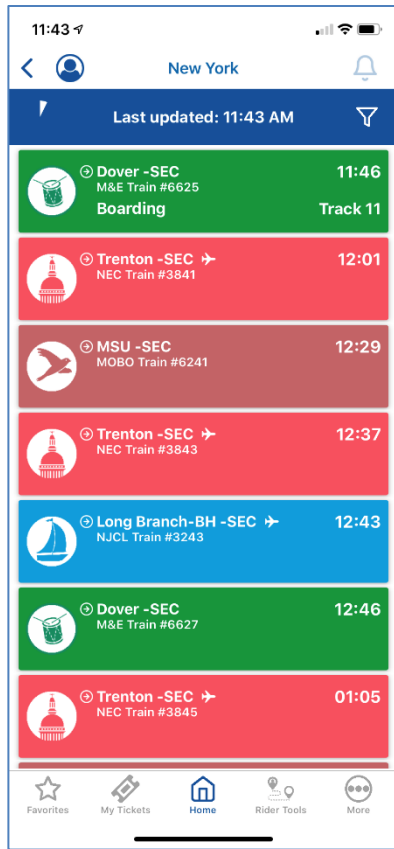 11:43
New York
Last updated: 11:43 AM
Dover -SEC 11:46
M&E Train #6625
Boarding Track 11
Trenton -SEC 12:01
NEC Train #3841
MSU -SEC 12:29
MOBO Train #6241
Trenton -SEC 12:37
NEC Train #3843
Long Branch-BH -SEC 12:43
NJCL Train #3243
Dover -SEC 12:46
M&E Train #6627
Trenton -SEC 01:05
NEC Train #3845
Favorites My Tickets Home Rider Tools More